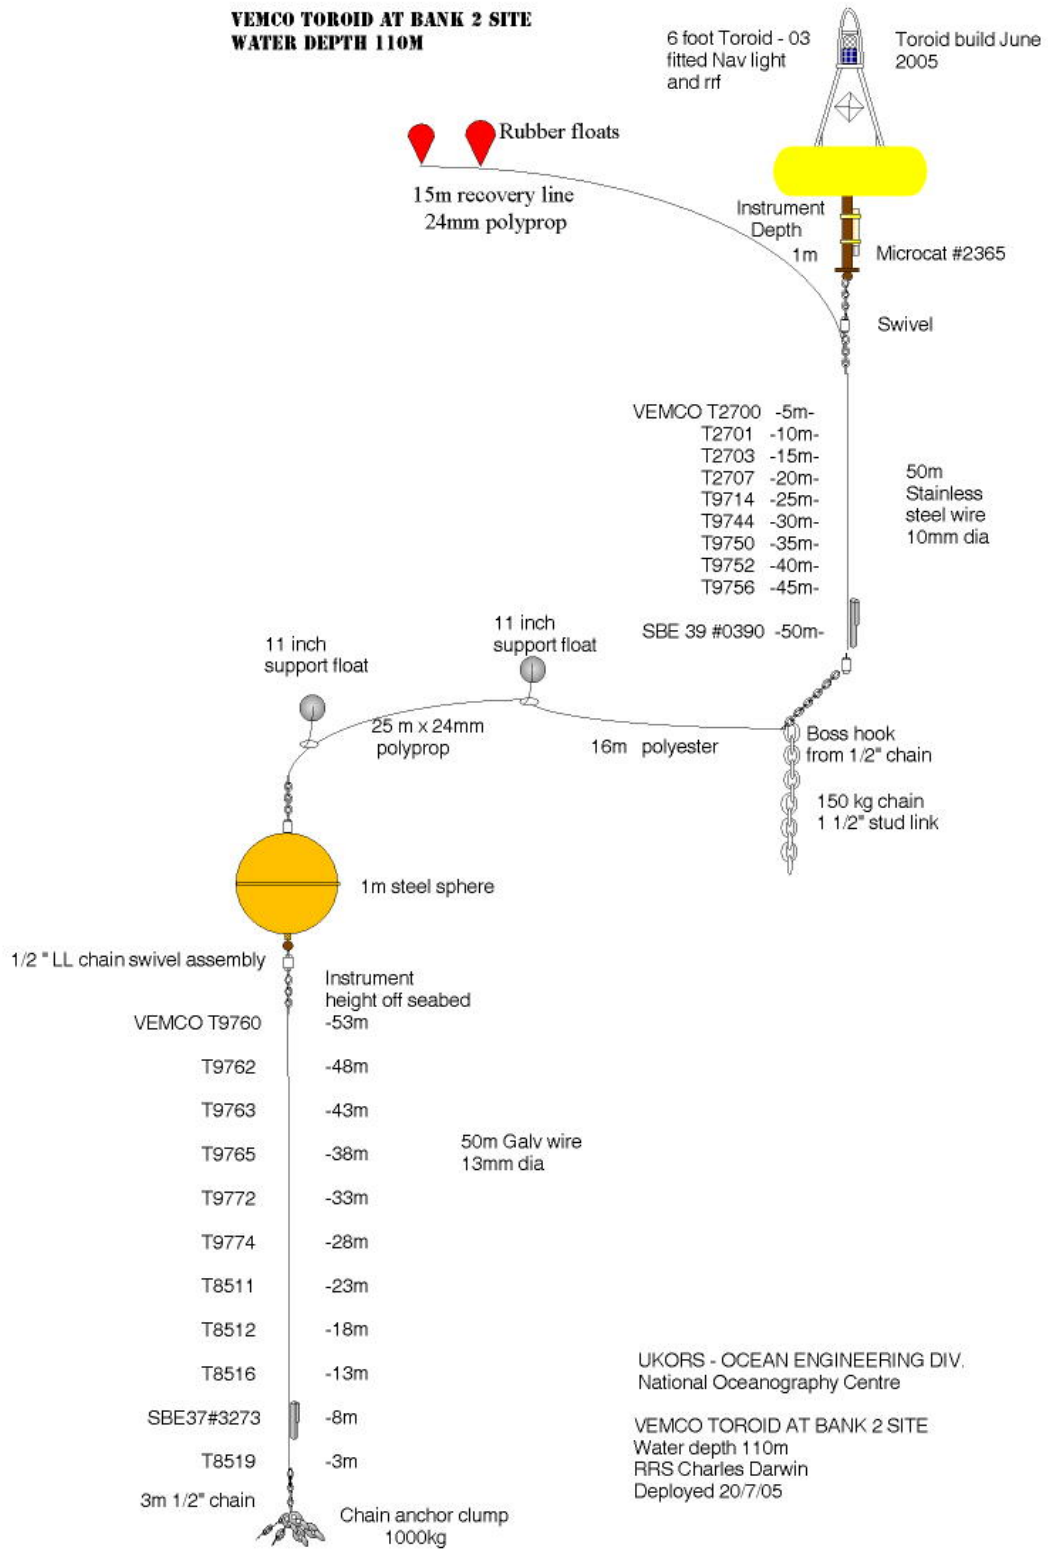 VEMCO TOROID AT BANK 2 SITE
WATER DEPTH 110M
6 foot Toroid - 03
fitted Nav light
and rrf
Toroid build June
2005
Rubber floats
15m recovery line
24mm polyprop
Instrument
Depth
1m
Microcat #2365
Swivel
VEMCO T2700 -5m-
T2701 -10m-
T2703 -15m-
T2707 -20m-
T9714 -25m-
T9744 -30m-
T9750 -35m-
T9752 -40m-
T9756 -45m-
SBE 39 #0390 -50m-
50m
Stainless
steel wire
10mm dia
11 inch
support float
11 inch
support float
25 m x 24mm
polyprop
16m polyester
Boss hook
from 1/2" chain
150 kg chain
1 1/2" stud link
1m steel sphere
1/2 " LL chain swivel assembly
Instrument
height off seabed
VEMCO T9760 -53m
T9762 -48m
T9763 -43m
T9765 -38m
T9772 -33m
T9774 -28m
T8511 -23m
T8512 -18m
T8516 -13m
SBE37#3273 -8m
T8519 -3m
50m Galv wire
13mm dia
3m 1/2" chain
Chain anchor clump
1000kg
UKORS - OCEAN ENGINEERING DIV.
National Oceanography Centre
VEMCO TOROID AT BANK 2 SITE
Water depth 110m
RRS Charles Darwin
Deployed 20/7/05